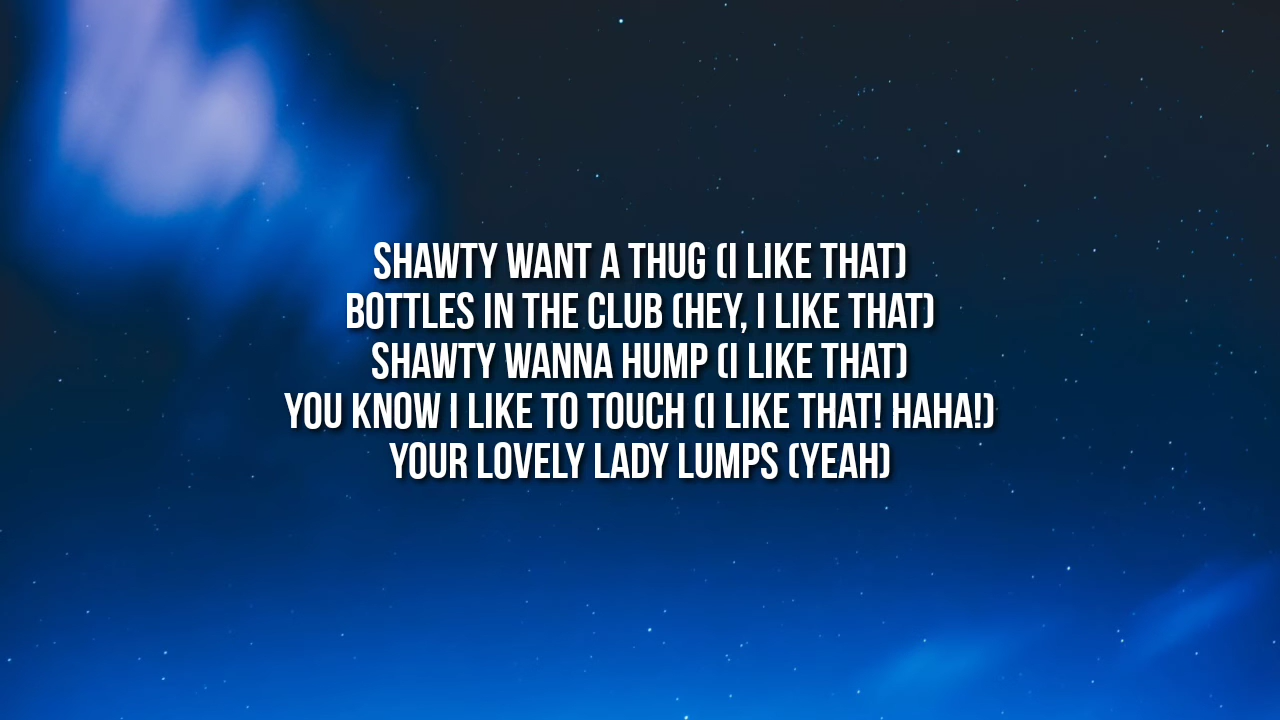 SHAWTY WANT A THUG (I LIKE THAT)
BOTTLES IN THE CLUB (HEY, I LIKE THAT)
SHAWTY WANNA HUMP (I LIKE THAT)
YOU KNOW I LIKE TO TOUCH (I LIKE THAT! HAHA!)
YOUR LOVELY LADY LUMPS (YEAH)